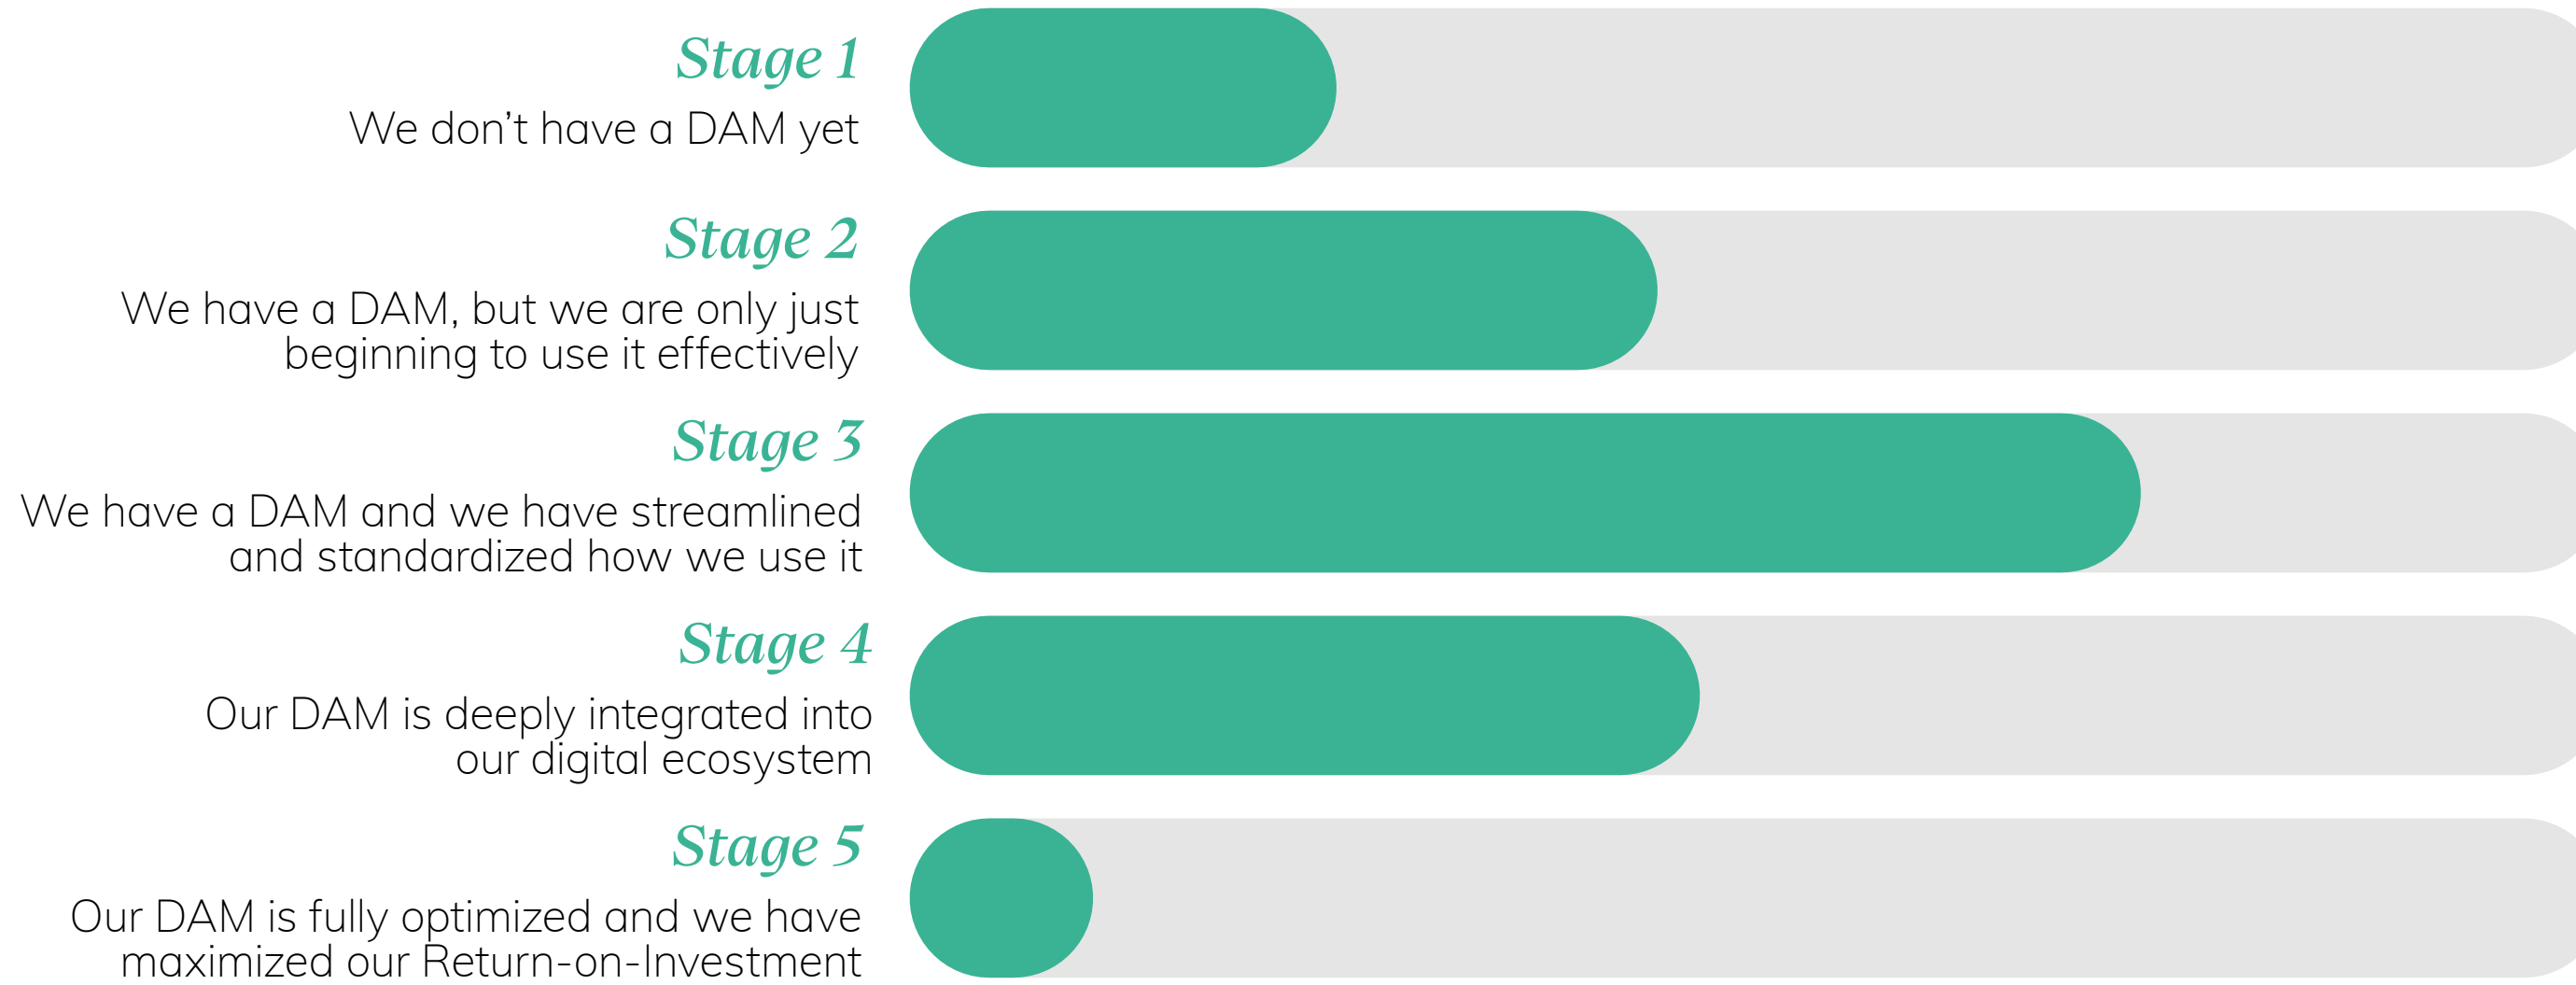 Stage 1
We don’t have a DAM yet
Stage 2
We have a DAM, but we are only just
beginning to use it effectively
Stage 3
We have a DAM and we have streamlined
and standardized how we use it
Stage 4
Our DAM is deeply integrated into
our digital ecosystem
Stage 5
Our DAM is fully optimized and we have
maximized our Return-on-Investment